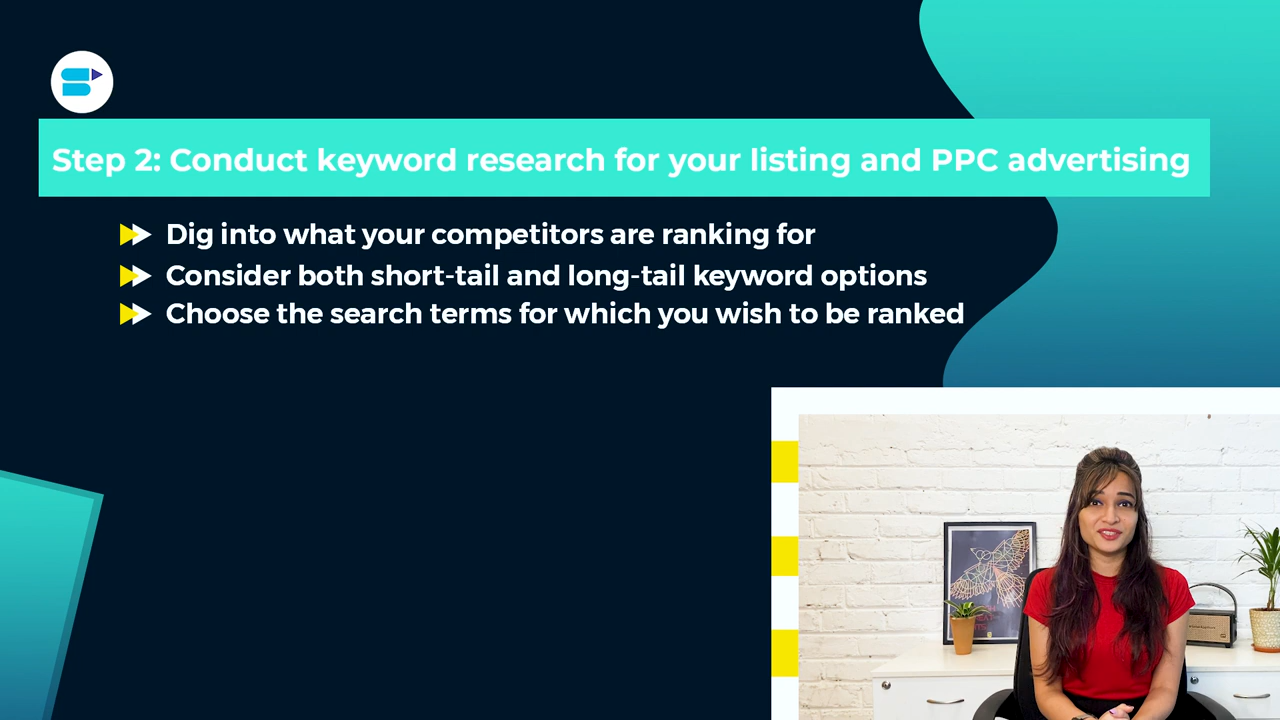 Step 2: Conduct keyword research for your listing and PPC advertising
Dig into what your competitors are ranking for
Consider both short-tail and long-tail keyword options
Choose the search terms for which you wish to be ranked